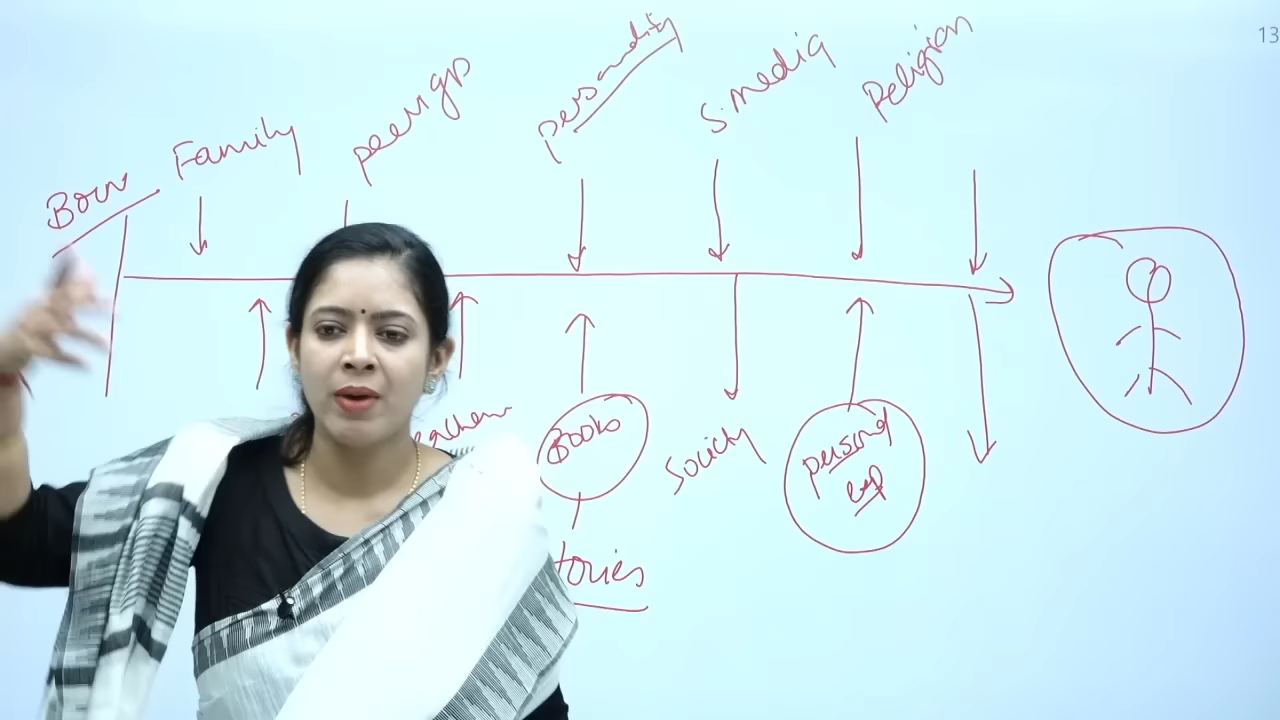 13
Personality
S. media
Religion
Family
peer gp
Born
Books
Society
personal
exp
tories